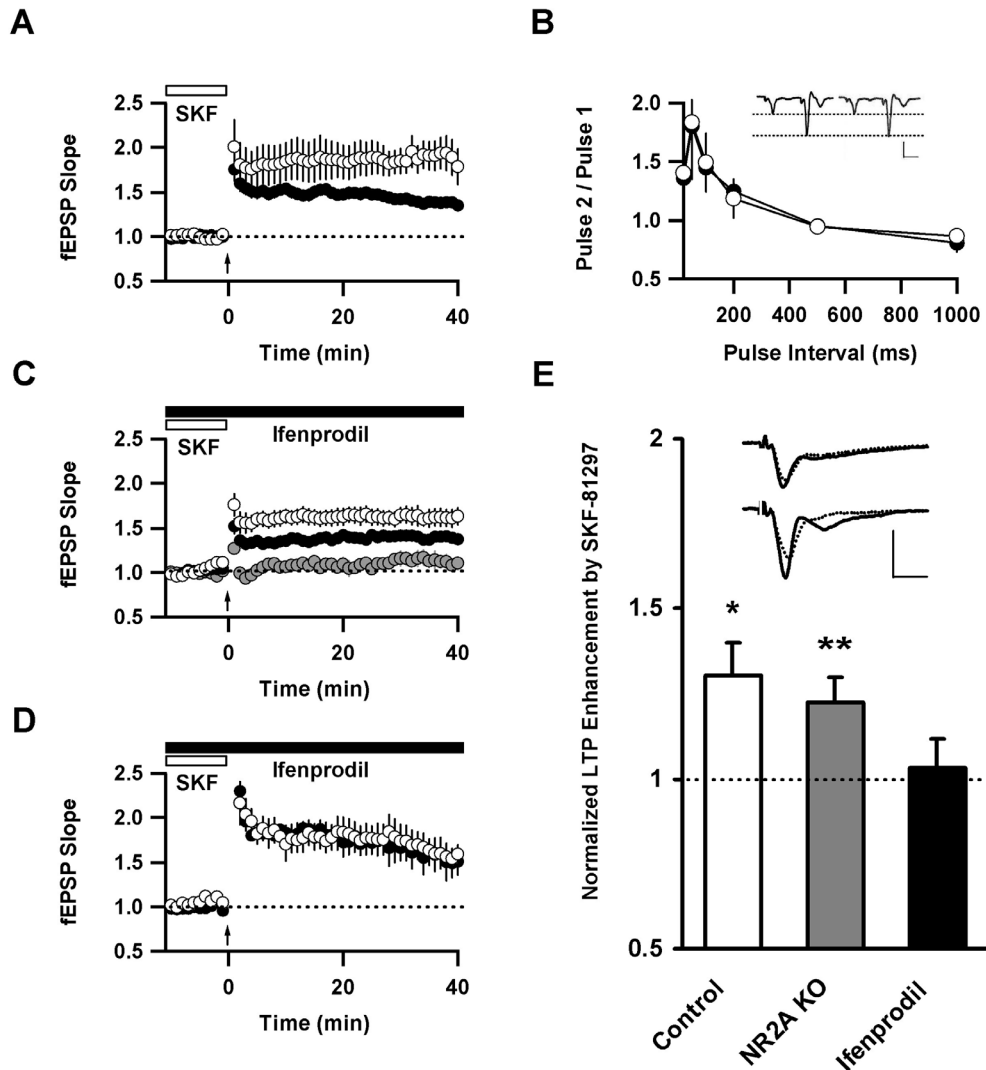 A
SKF
2.5
2.0
1.5
1.0
0.5
fEPSP Slope
0
20
40
Time (min)
B
2.0
1.5
1.0
0.5
Pulse 2 / Pulse 1
200
400
600
800
1000
Pulse Interval (ms)
C
SKF
Ifenprodil
2.5
2.0
1.5
1.0
0.5
fEPSP Slope
0
20
40
Time (min)
D
SKF
Ifenprodil
2.5
2.0
1.5
1.0
0.5
fEPSP Slope
0
20
40
Time (min)
E
Normalized LTP Enhancement by SKF-81297
2
1.5
1
0.5
*
**
Control
NR2A KO
Ifenprodil